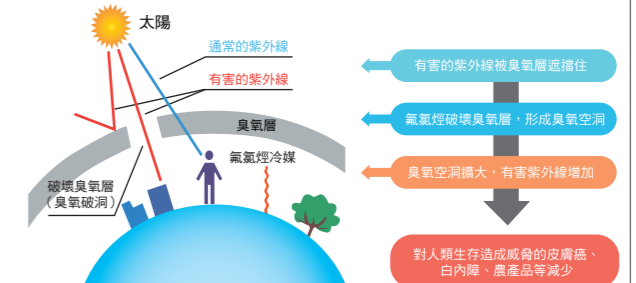 太陽
通常的紫外線
有害的紫外線
臭氧層
氟氯烴冷媒
破壞臭氧層
（臭氧破洞）
有害的紫外線被臭氧層遮擋住
氟氯烴破壞臭氧層，形成臭氧空洞
臭氧空洞擴大，有害紫外線增加
對人類生存造成威脅的皮膚癌、
白內障、農產品等減少